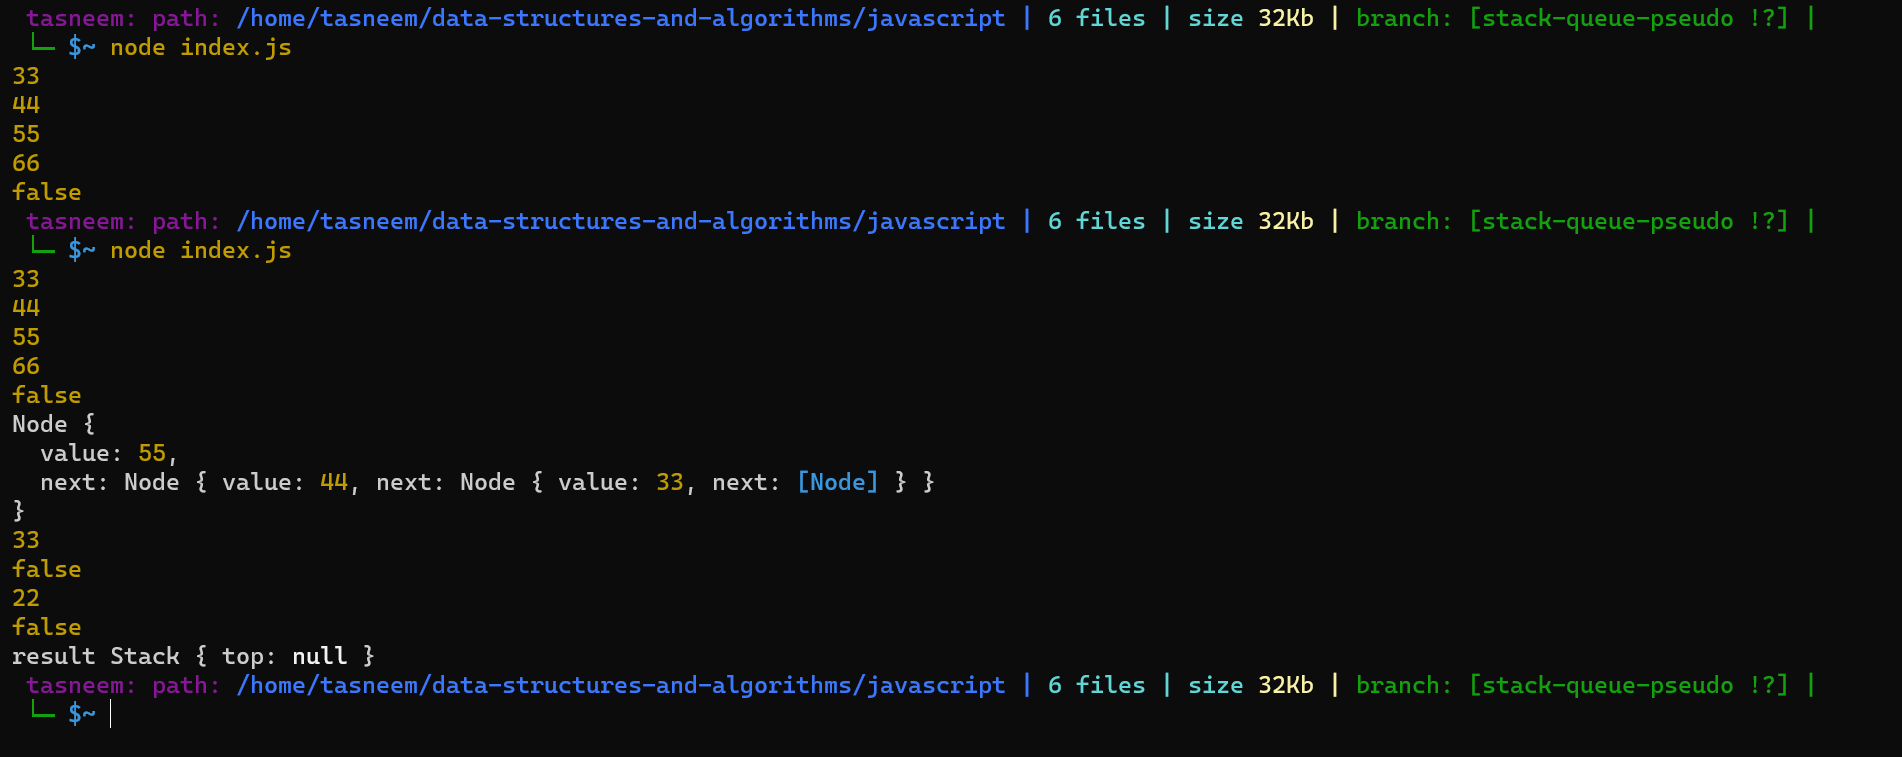 tasneem: path: /home/tasneem/data-structures-and-algorithms/javascript | 6 files | size 32Kb | branch: [stack-queue-pseudo !?] |
└─ $~ node index.js
33
44
55
66
false
tasneem: path: /home/tasneem/data-structures-and-algorithms/javascript | 6 files | size 32Kb | branch: [stack-queue-pseudo !?] |
└─ $~ node index.js
33
44
55
66
false
Node {
  value: 55,
  next: Node { value: 44, next: Node { value: 33, next: [Node] } }
}
33
false
22
false
result Stack { top: null }
tasneem: path: /home/tasneem/data-structures-and-algorithms/javascript | 6 files | size 32Kb | branch: [stack-queue-pseudo !?] |
└─ $~